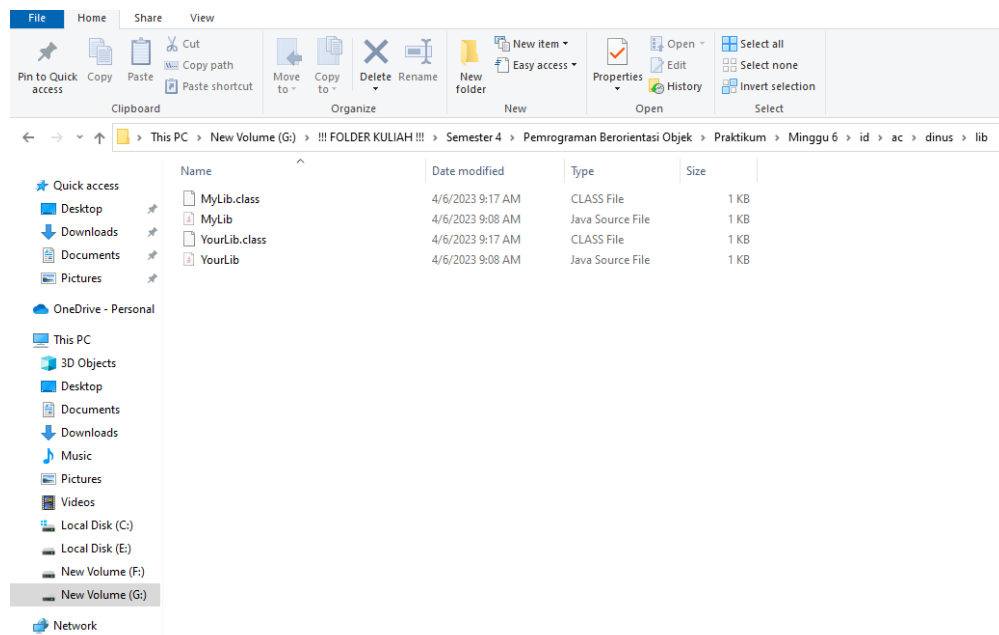 File Home Share View
Pin to Quick access
Copy
Paste
Cut
Copy path
Paste shortcut
Clipboard
Move to
Copy to
Delete
Rename
Organize
New folder
New item
Easy access
New
Properties
Open
Edit
History
Open
Select all
Select none
Invert selection
Select
This PC > New Volume (G:) > !!! FOLDER KULIAH !!! > Semester 4 > Pemrograman Berorientasi Objek > Praktikum > Minggu 6 > id > ac > dinus > lib
Quick access
Desktop
Downloads
Documents
Pictures
OneDrive - Personal
This PC
3D Objects
Desktop
Documents
Downloads
Music
Pictures
Videos
Local Disk (C:)
Local Disk (E:)
New Volume (F:)
New Volume (G:)
Network
Name Date modified Type Size
MyLib.class 4/6/2023 9:17 AM CLASS File 1 KB
MyLib 4/6/2023 9:08 AM Java Source File 1 KB
YourLib.class 4/6/2023 9:17 AM CLASS File 1 KB
YourLib 4/6/2023 9:08 AM Java Source File 1 KB